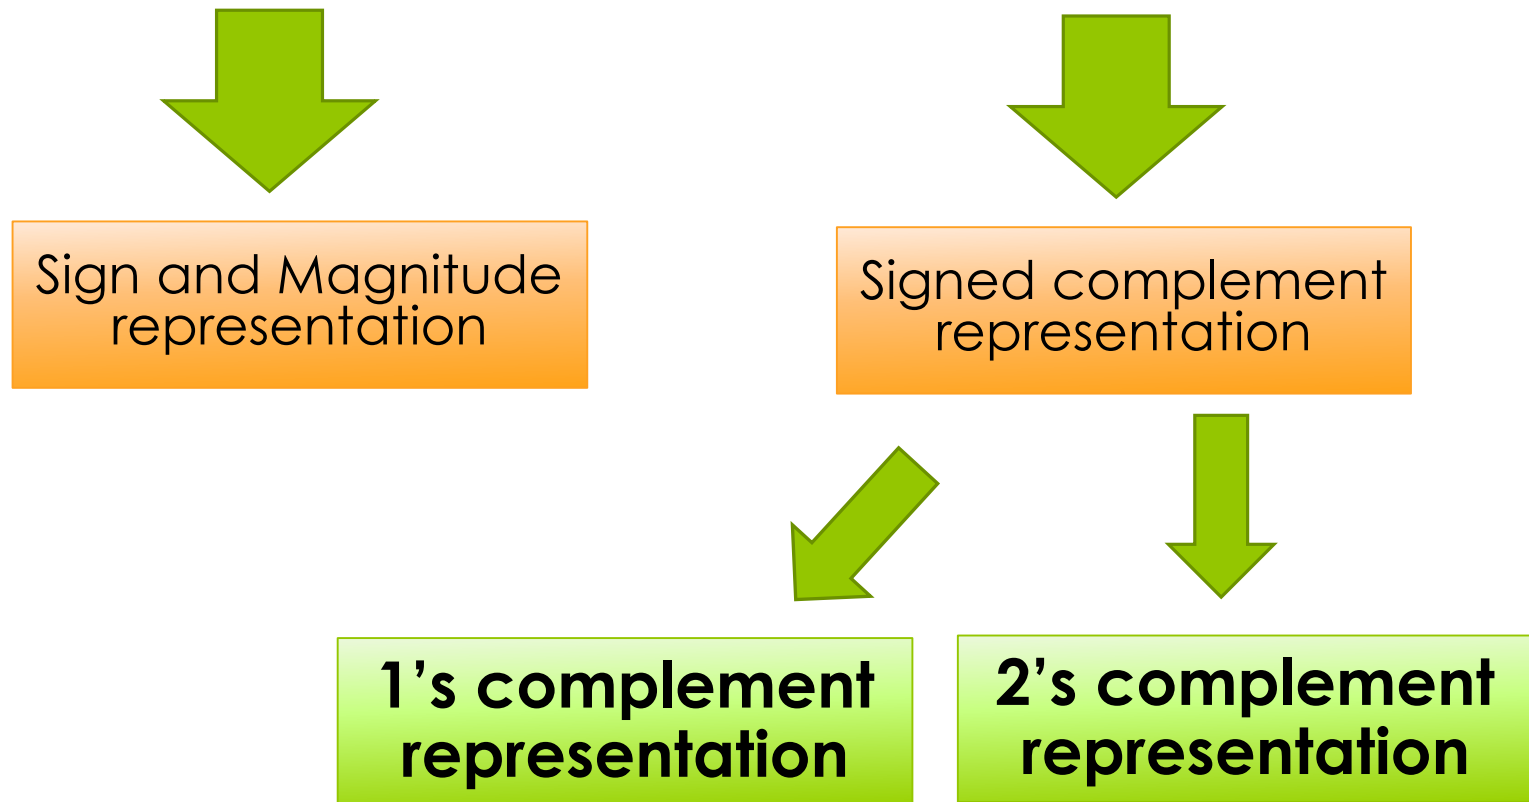 Sign and Magnitude
representation
Signed complement
representation
1’s complement
representation
2’s complement
representation